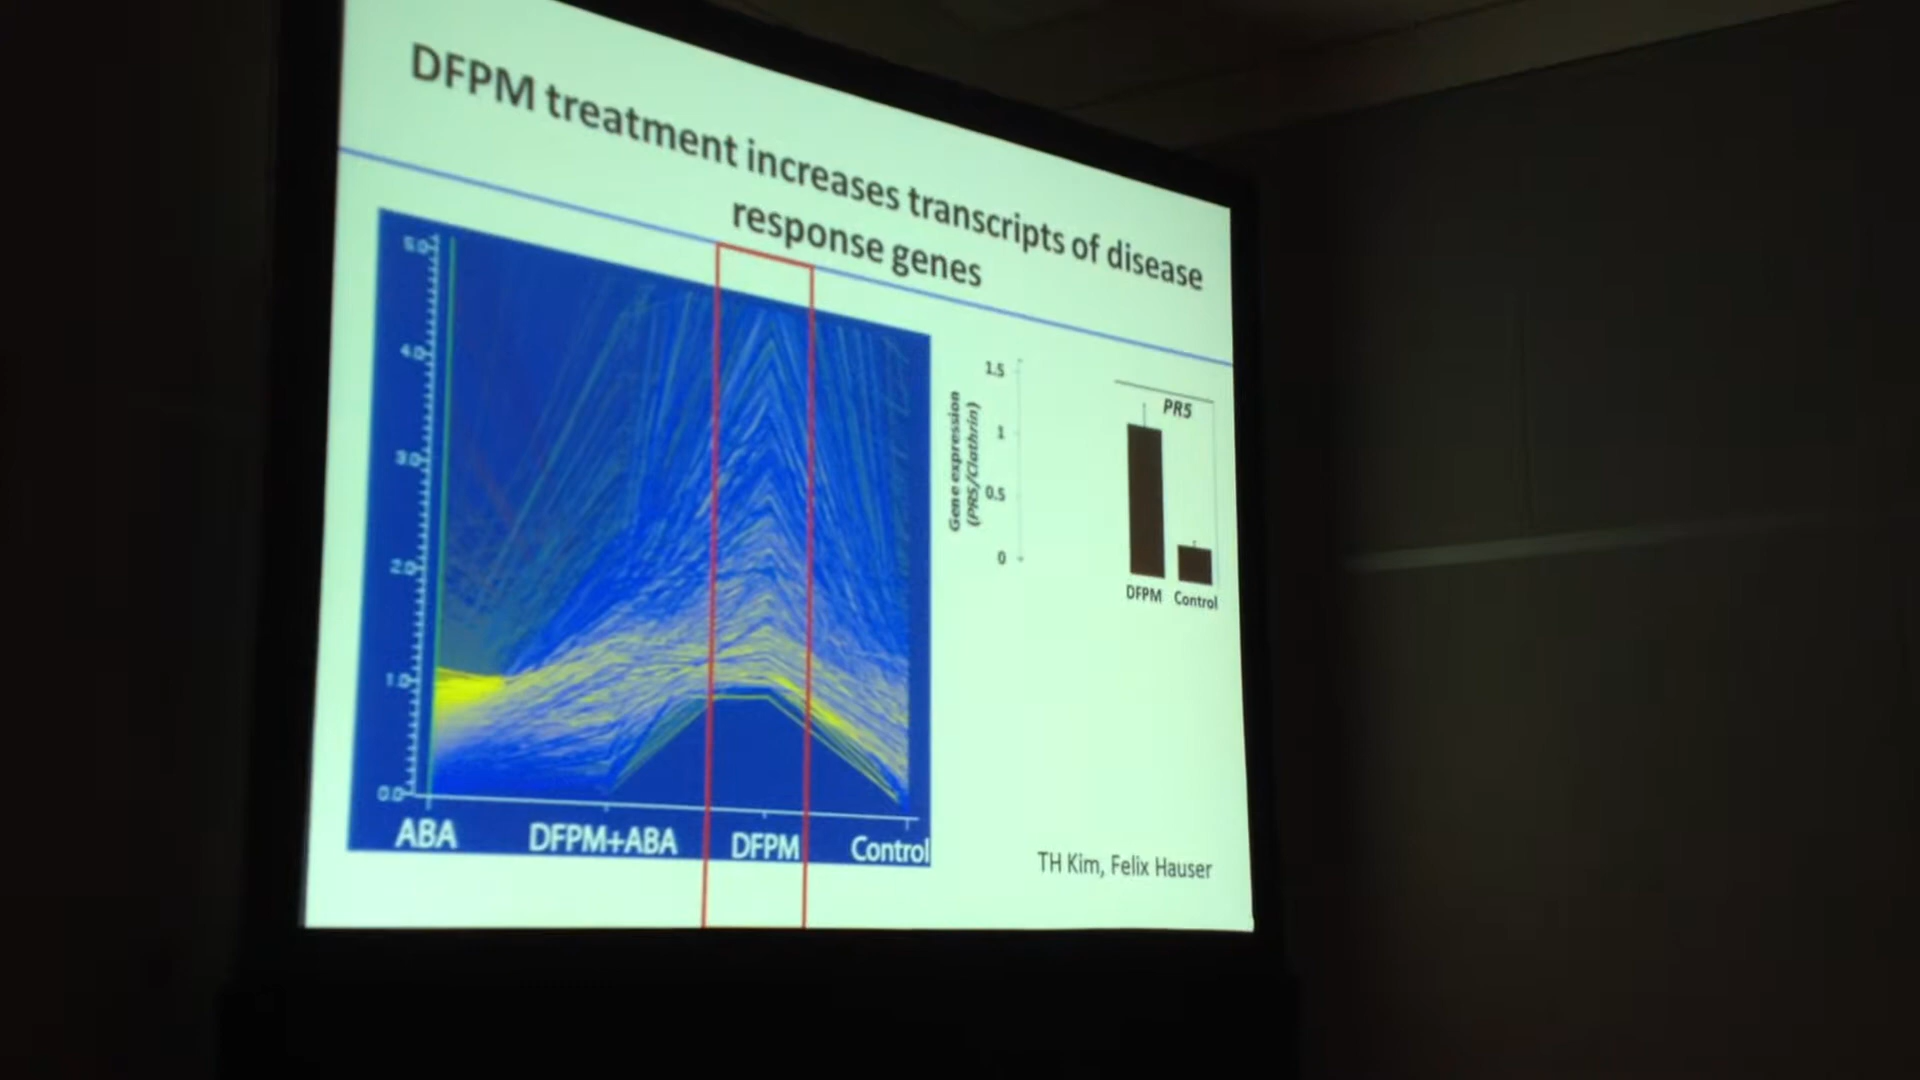 DFPM treatment increases transcripts of disease
response genes
5.0
4.0
3.0
2.0
1.0
0.0
ABA DFPM+ABA DFPM Control
Gene expression
(PR5/Clathrin)
1.5
1
0.5
0
PR5
DFPM Control
TH Kim, Felix Hauser